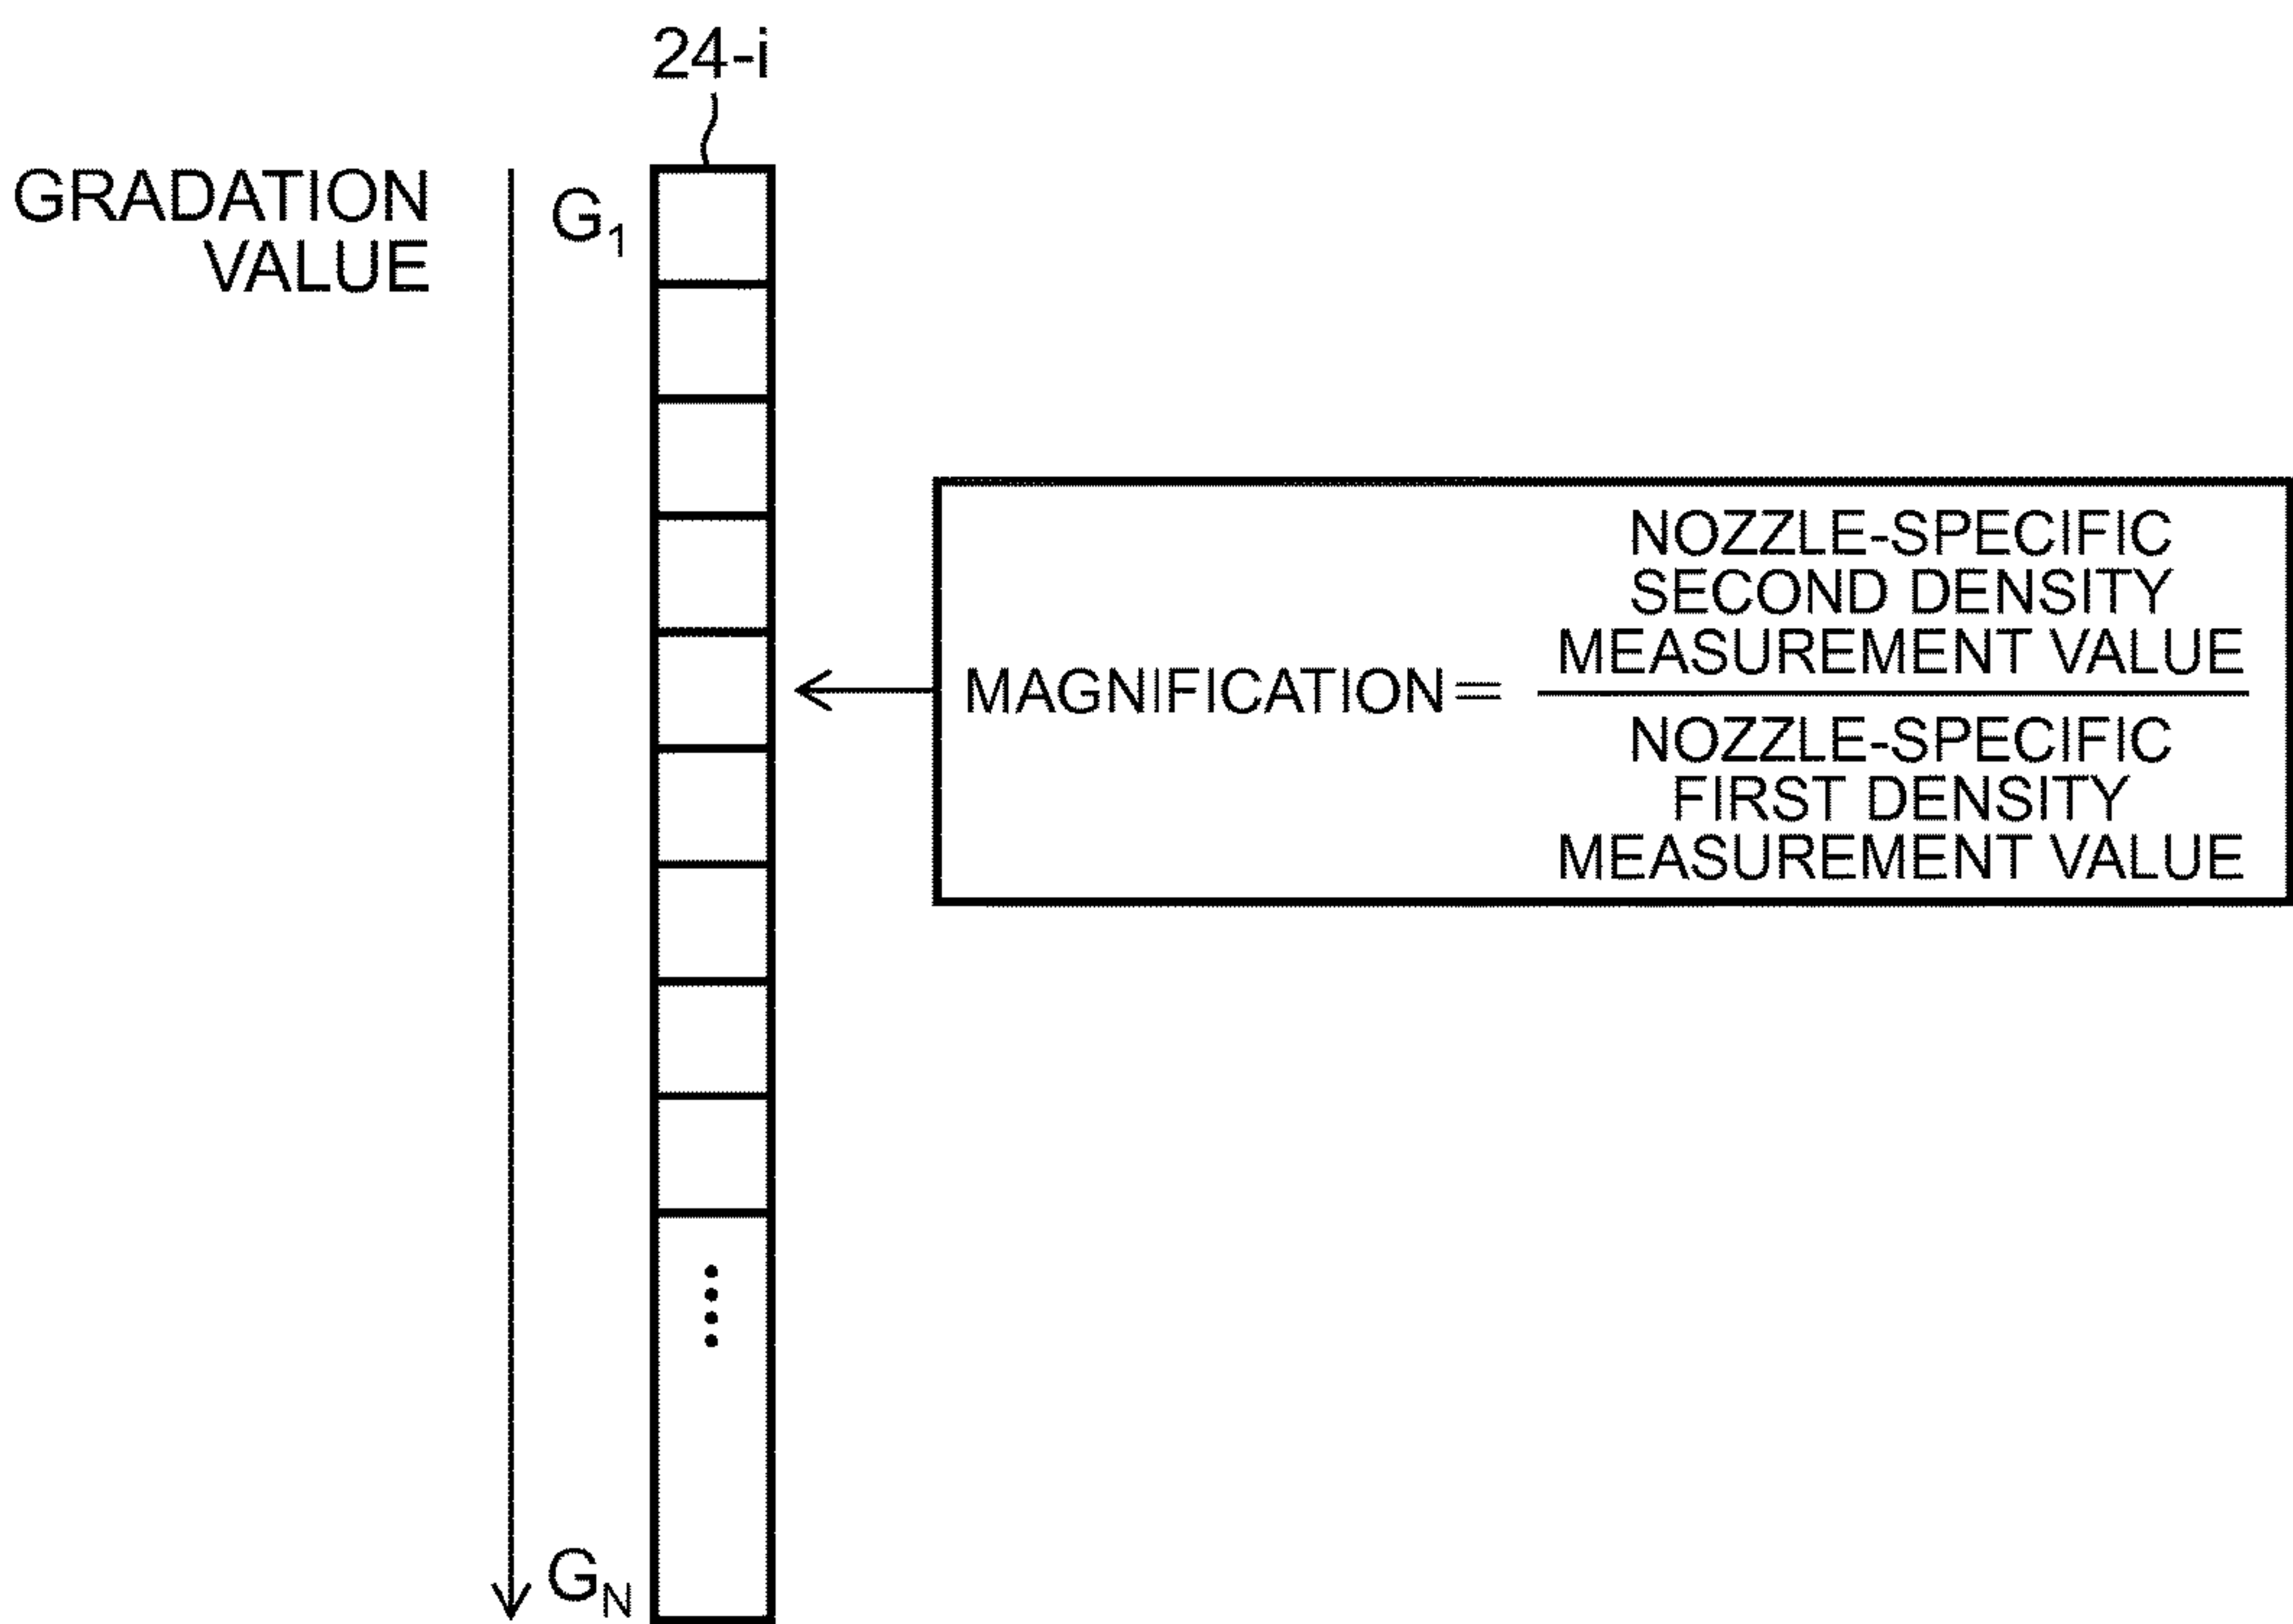 24-i
GRADATION
VALUE
G1
NOZZLE-SPECIFIC
SECOND DENSITY
MEASUREMENT VALUE
MAGNIFICATION=
NOZZLE-SPECIFIC
FIRST DENSITY
MEASUREMENT VALUE
GN